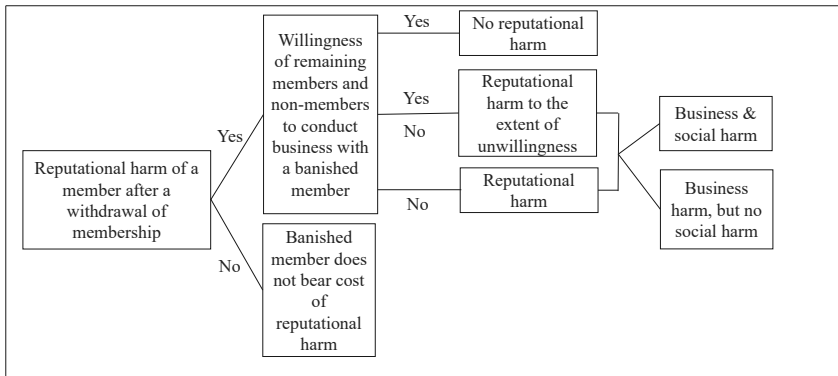 Reputational harm of a
member after a
withdrawal of
membership
Yes
No
Willingness
of remaining
members and
non-members
to conduct
business with
a banished
member
Banished
member does
not bear cost
of
reputational
harm
Yes
Yes
No
No
No reputational
harm
Reputational
harm to the
extent of
unwillingness
Reputational
harm
Business &
social harm
Business
harm, but no
social harm